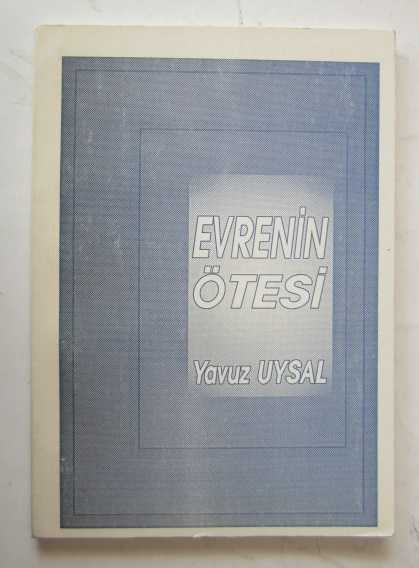 EVRENİN
ÖTESİ
Yavuz UYSAL